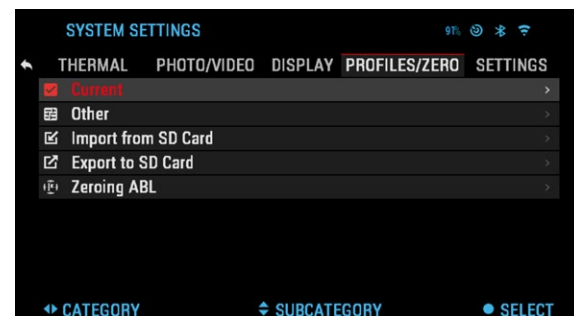 SYSTEM SETTINGS 91%
THERMAL PHOTO/VIDEO DISPLAY PROFILES/ZERO SETTINGS
Current
Other
Import from SD Card
Export to SD Card
Zeroing ABL
CATEGORY SUBCATEGORY SELECT